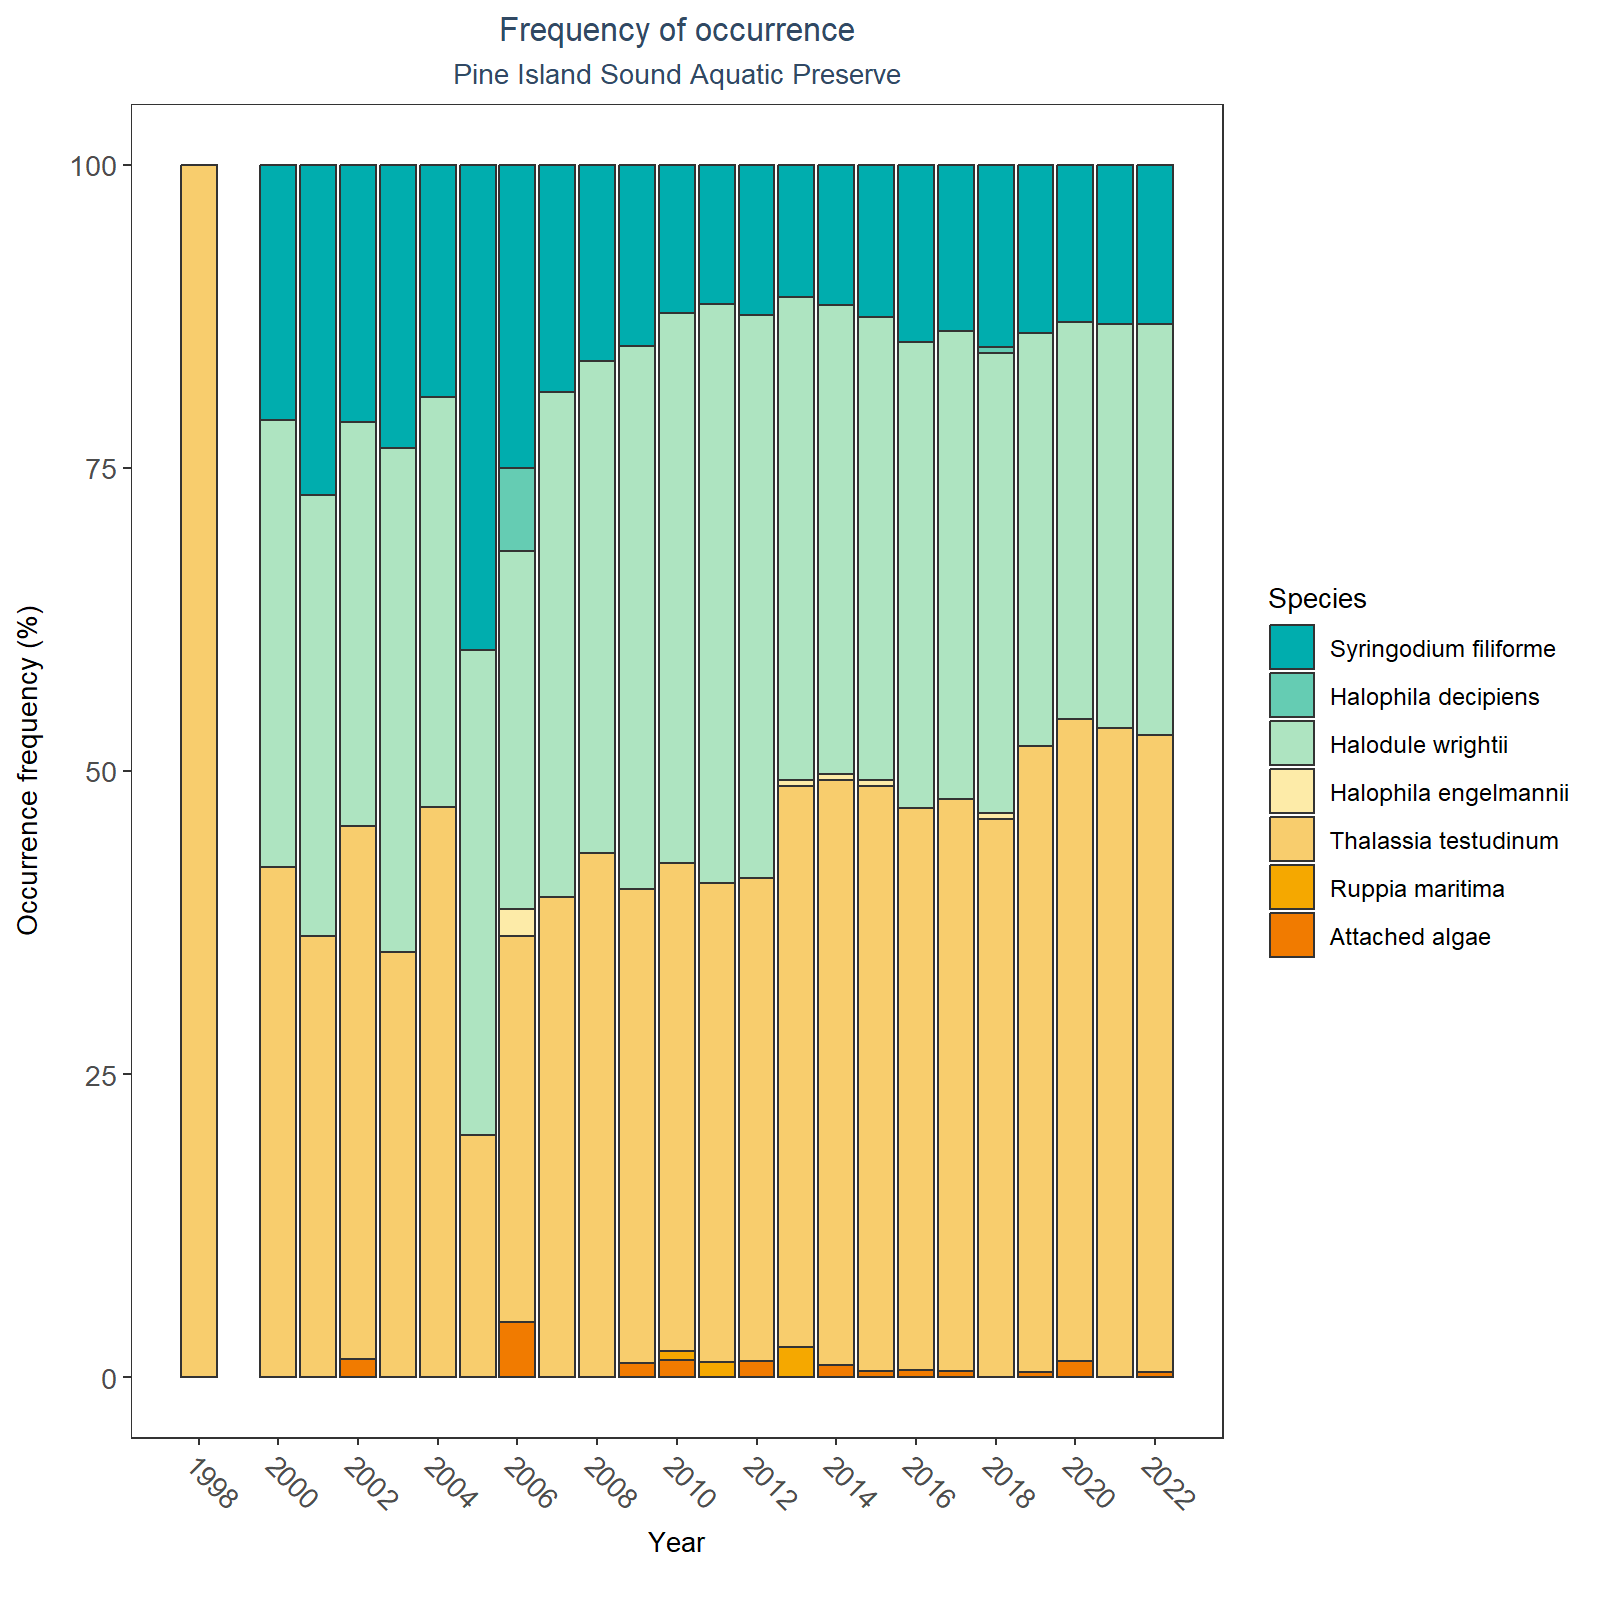 Frequency of occurrence
Pine Island Sound Aquatic Preserve
Occurrence frequency (%)
100
75
50
25
0
1998
2000
2002
2004
2006
2008
2010
2012
2014
2016
2018
2020
2022
Year
Species
Syringodium filiforme
Halophila decipiens
Halodule wrightii
Halophila engelmannii
Thalassia testudinum
Ruppia maritima
Attached algae